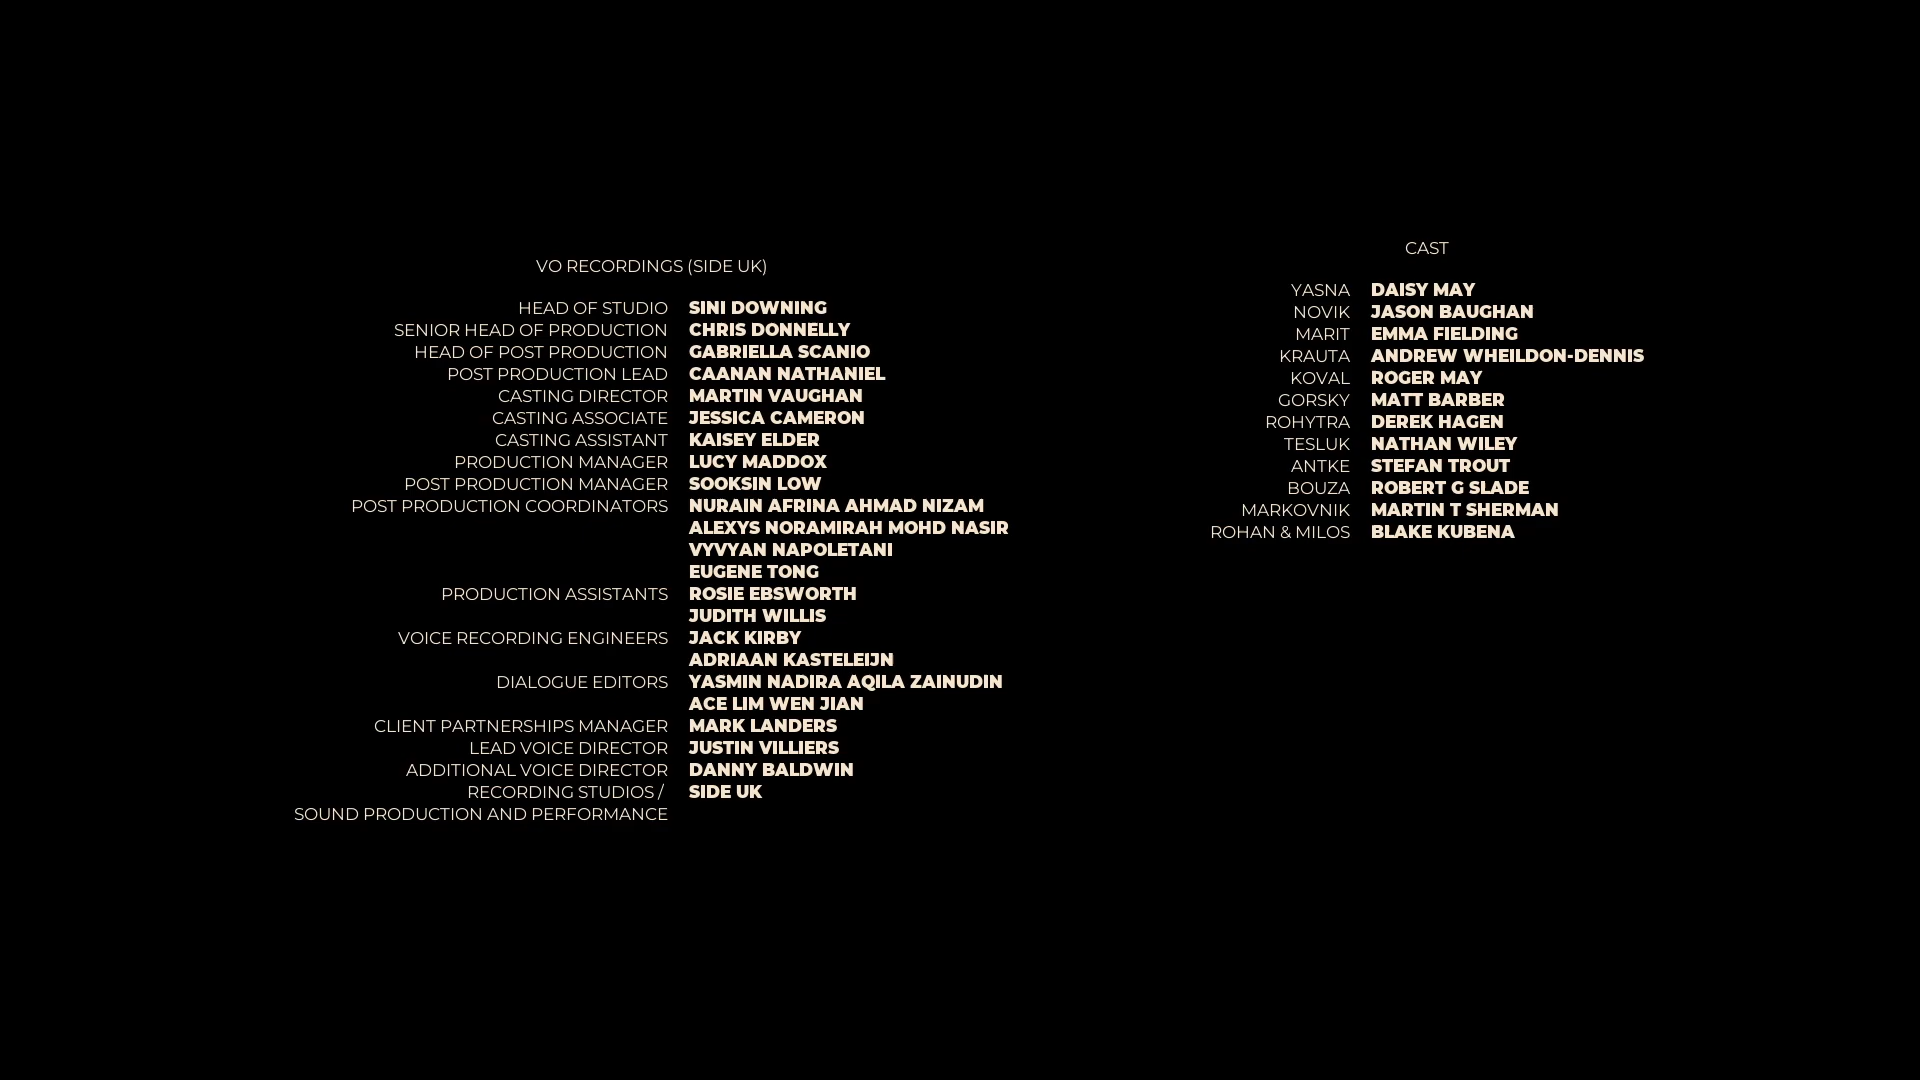 VO RECORDINGS (SIDE UK)
HEAD OF STUDIO SINI DOWNING
SENIOR HEAD OF PRODUCTION CHRIS DONNELLY
HEAD OF POST PRODUCTION GABRIELLA SCANIO
POST PRODUCTION LEAD CAANAN NATHANIEL
CASTING DIRECTOR MARTIN VAUGHAN
CASTING ASSOCIATE JESSICA CAMERON
CASTING ASSISTANT KAISEY ELDER
PRODUCTION MANAGER LUCY MADDOX
POST PRODUCTION MANAGER SOOKSIN LOW
POST PRODUCTION COORDINATORS NURAIN AFRINA AHMAD NIZAM
ALEXYS NORAMIRAH MOHD NASIR
VYVYAN NAPOLETANI
EUGENE TONG
PRODUCTION ASSISTANTS ROSIE EBSWORTH
JUDITH WILLIS
VOICE RECORDING ENGINEERS JACK KIRBY
ADRIAAN KASTELEIJN
DIALOGUE EDITORS YASMIN NADIRA AQILA ZAINUDIN
ACE LIM WEN JIAN
CLIENT PARTNERSHIPS MANAGER MARK LANDERS
LEAD VOICE DIRECTOR JUSTIN VILLIERS
ADDITIONAL VOICE DIRECTOR DANNY BALDWIN
RECORDING STUDIOS / SIDE UK
SOUND PRODUCTION AND PERFORMANCE
CAST
YASNA DAISY MAY
NOVIK JASON BAUGHAN
MARIT EMMA FIELDING
KRAUTA ANDREW WHEILDON-DENNIS
KOVAL ROGER MAY
GORSKY MATT BARBER
ROHYTRA DEREK HAGEN
TESLUK NATHAN WILEY
ANTKE STEFAN TROUT
BOUZA ROBERT G SLADE
MARKOVNIK MARTIN T SHERMAN
ROHAN & MILOS BLAKE KUBENA